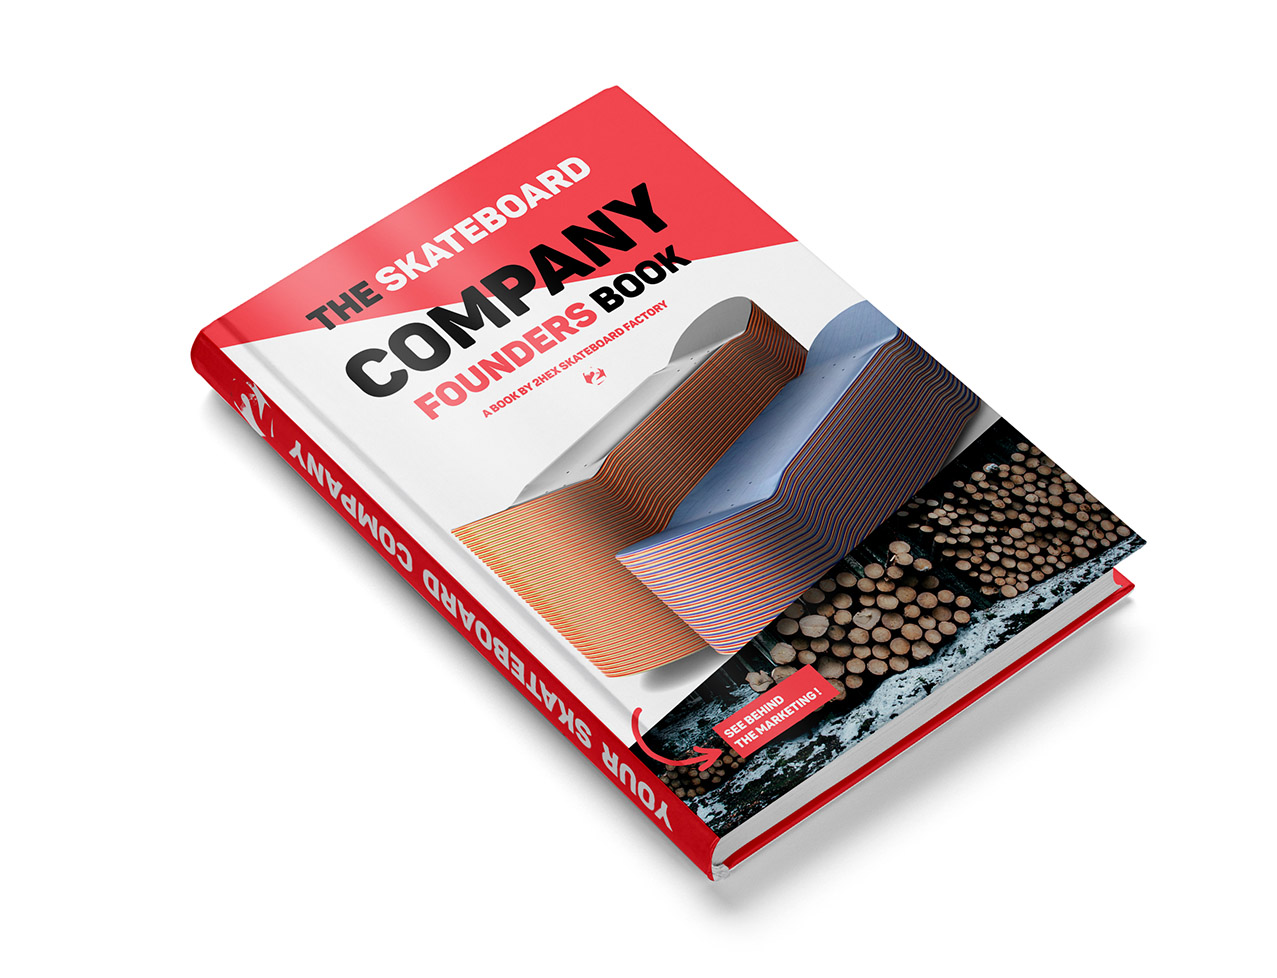 THE SKATEBOARD
COMPANY
FOUNDERS BOOK
A BOOK BY 2HEX SKATEBOARD FACTORY
SEE BEHIND
THE MARKETING !
YOUR SKATEBOARD COMPANY